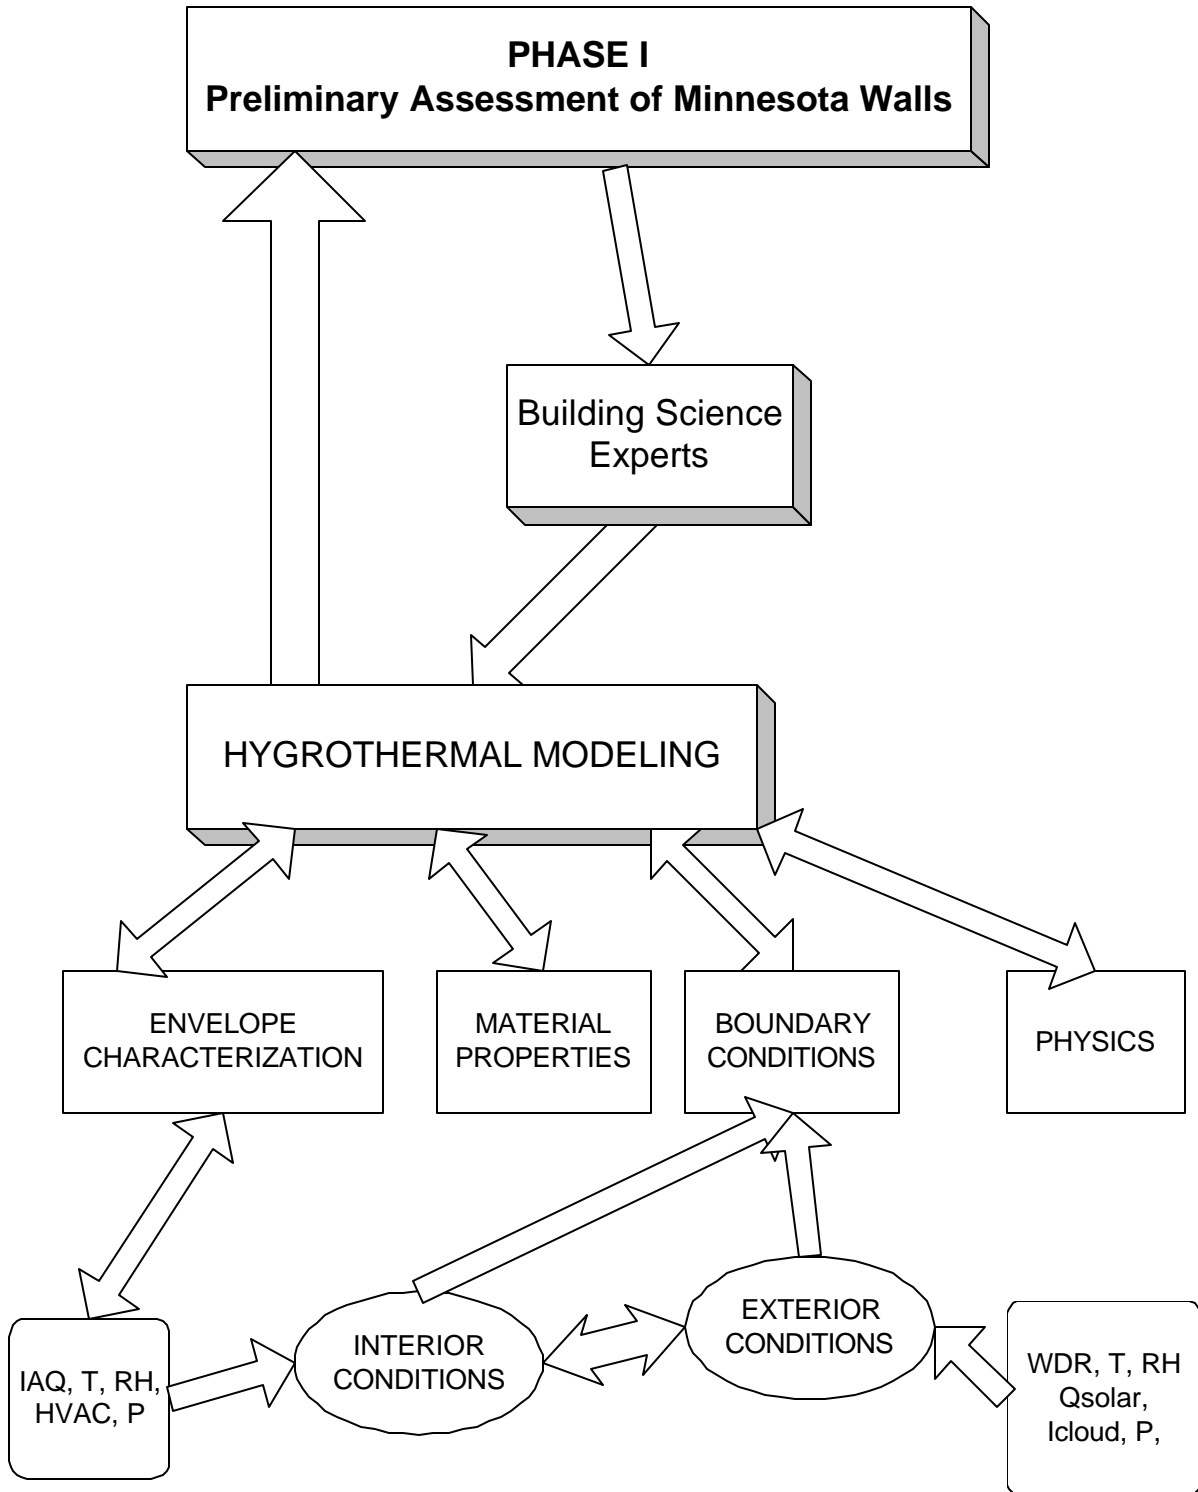 PHASE I
Preliminary Assessment of Minnesota Walls
Building Science
Experts
HYGROTHERMAL MODELING
ENVELOPE
CHARACTERIZATION
MATERIAL
PROPERTIES
BOUNDARY
CONDITIONS
PHYSICS
IAQ, T, RH,
HVAC, P
INTERIOR
CONDITIONS
EXTERIOR
CONDITIONS
WDR, T, RH
Qsolar,
Icloud, P,